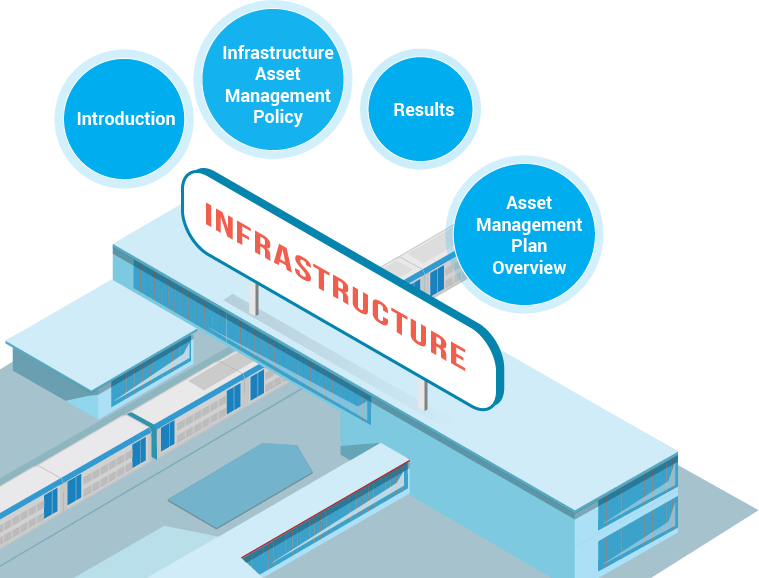 Introduction
Infrastructure
Asset
Management
Policy
Results
Asset
Management
Plan
Overview
INFRASTRUCTURE